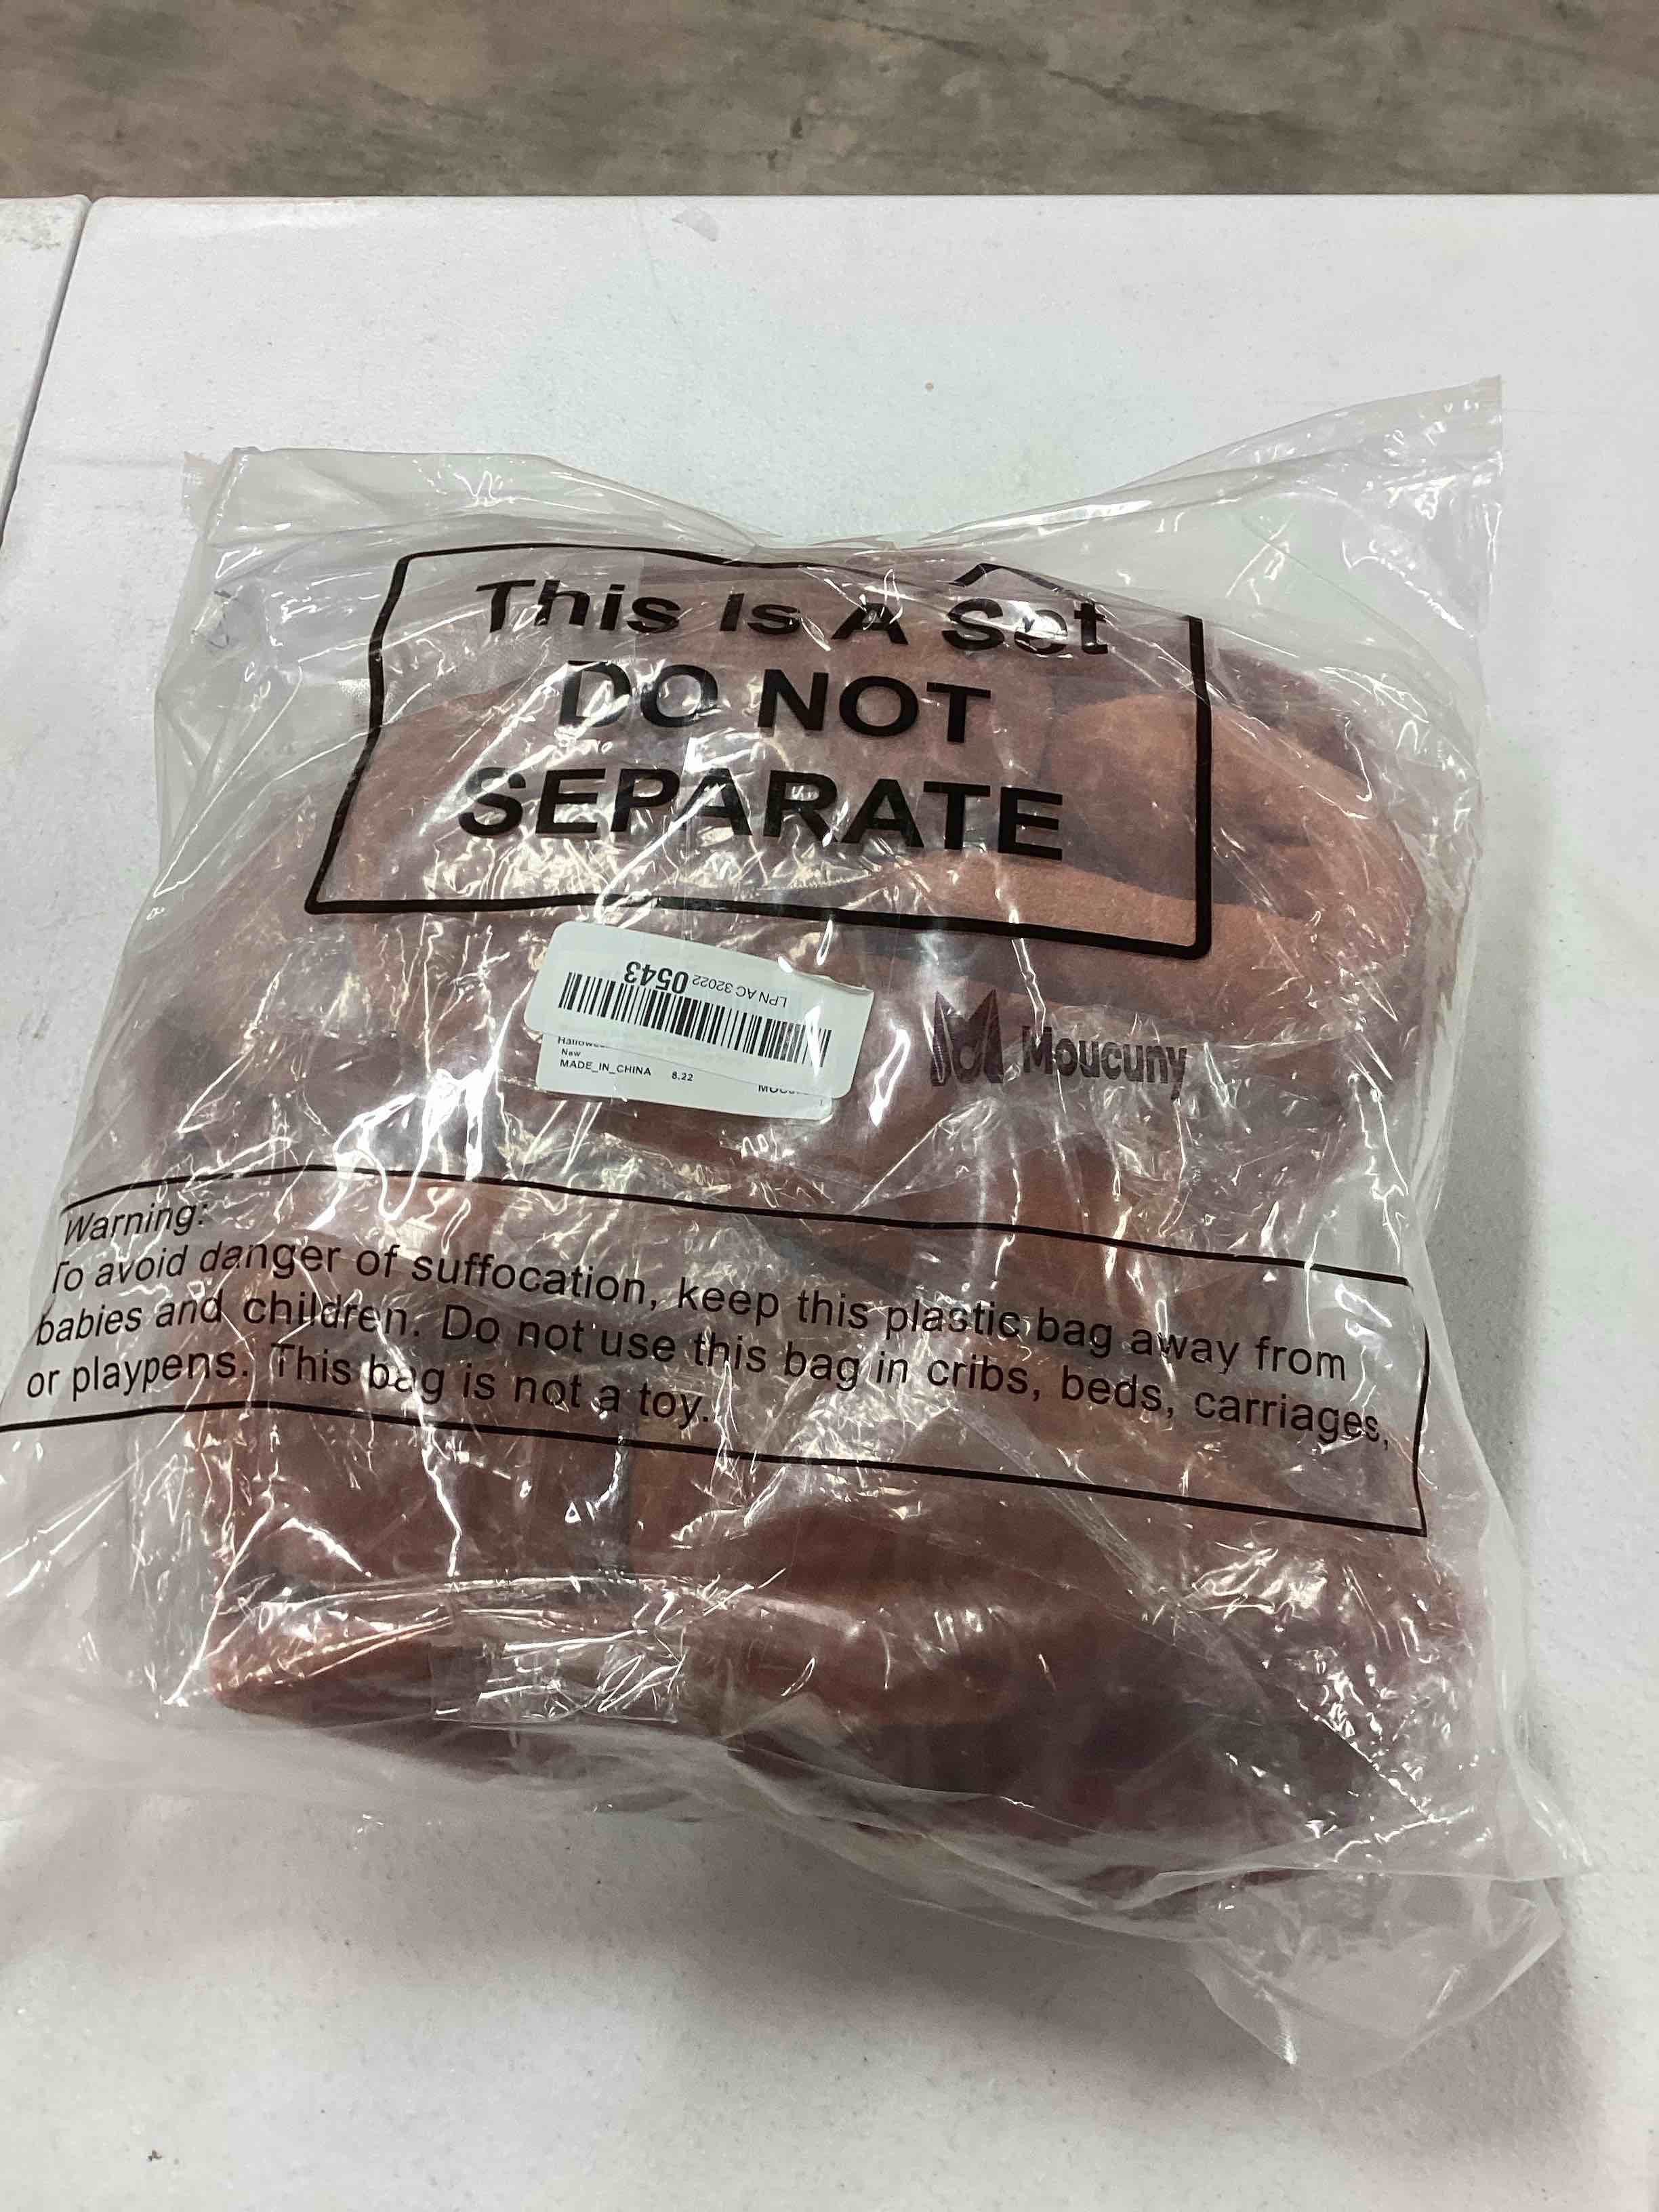 This Is A Set
DO NOT
SEPARATE
LPN AC 32022 0543
New
MADE_IN_CHINA 8.22
Moucuny
Warning:
To avoid danger of suffocation, keep this plastic bag away from
babies and children. Do not use this bag in cribs, beds, carriages,
or playpens. This bag is not a toy.